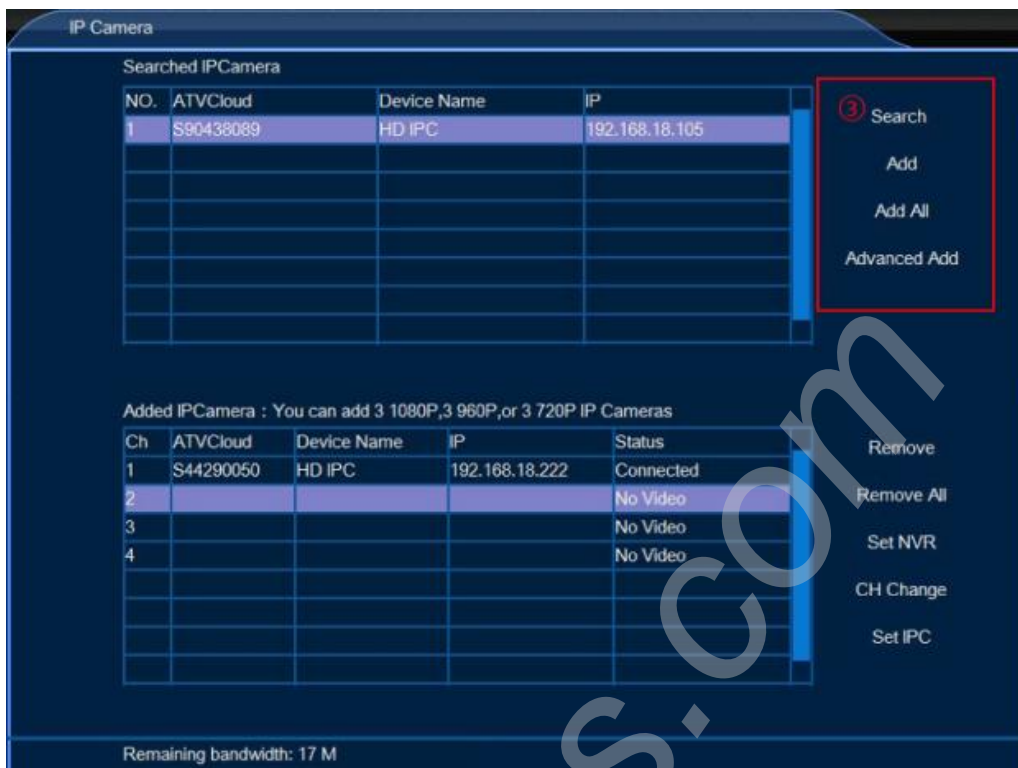 IP Camera
Searched IPCamera
NO. ATVCloud Device Name IP
1 S90438089 HD IPC 192.168.18.105
③ Search
Add
Add All
Advanced Add
Added IPCamera : You can add 3 1080P,3 960P,or 3 720P IP Cameras
Ch ATVCloud Device Name IP Status
1 S44290050 HD IPC 192.168.18.222 Connected
2 No Video
3 No Video
4 No Video
Remove
Remove All
Set NVR
CH Change
Set IPC
Remaining bandwidth: 17 M
s.com